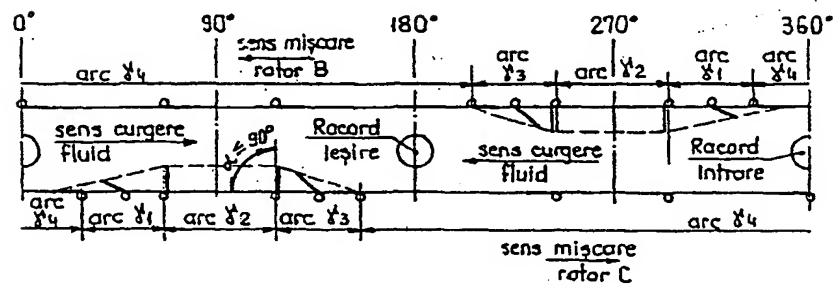 0° 90° 180° 270° 360°
sens mişcare
rotor B
arc γ4 arc γ3 arc γ2 arc γ1 arc γ4
sens curgere
fluid
α ≤ 90°
Racord
Ieşire
sens curgere
fluid
Racord
Intrare
arc γ4 arc γ1 arc γ2 arc γ3 arc γ4
sens mişcare
rotor C